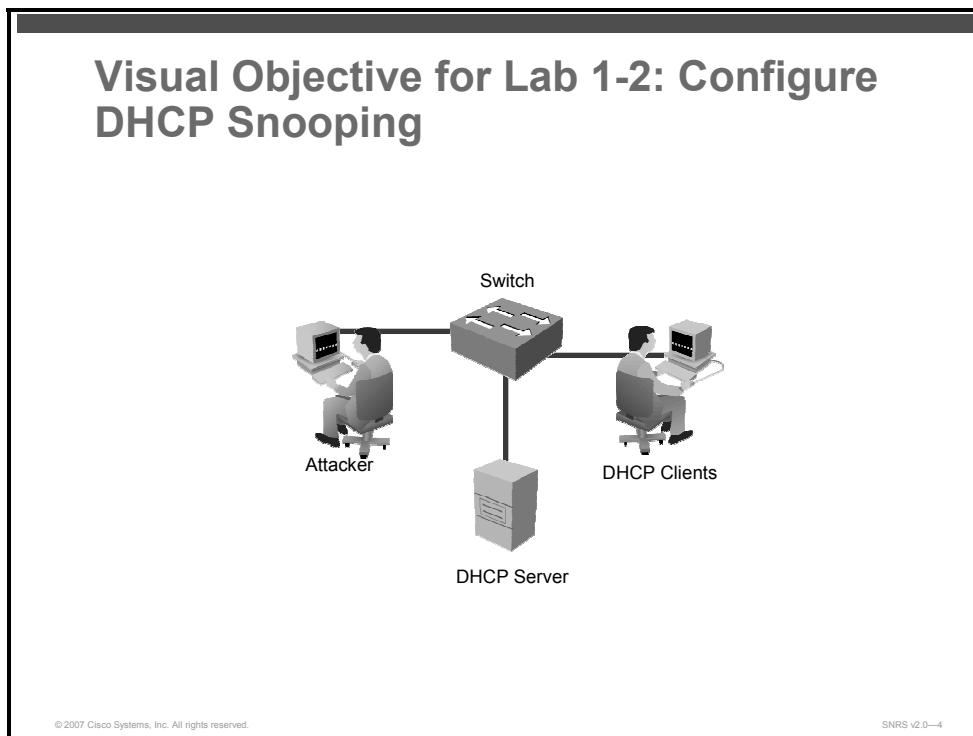 Visual Objective for Lab 1-2: Configure
DHCP Snooping
Switch
Attacker
DHCP Clients
DHCP Server
© 2007 Cisco Systems, Inc. All rights reserved.
SNRS v2.0—4